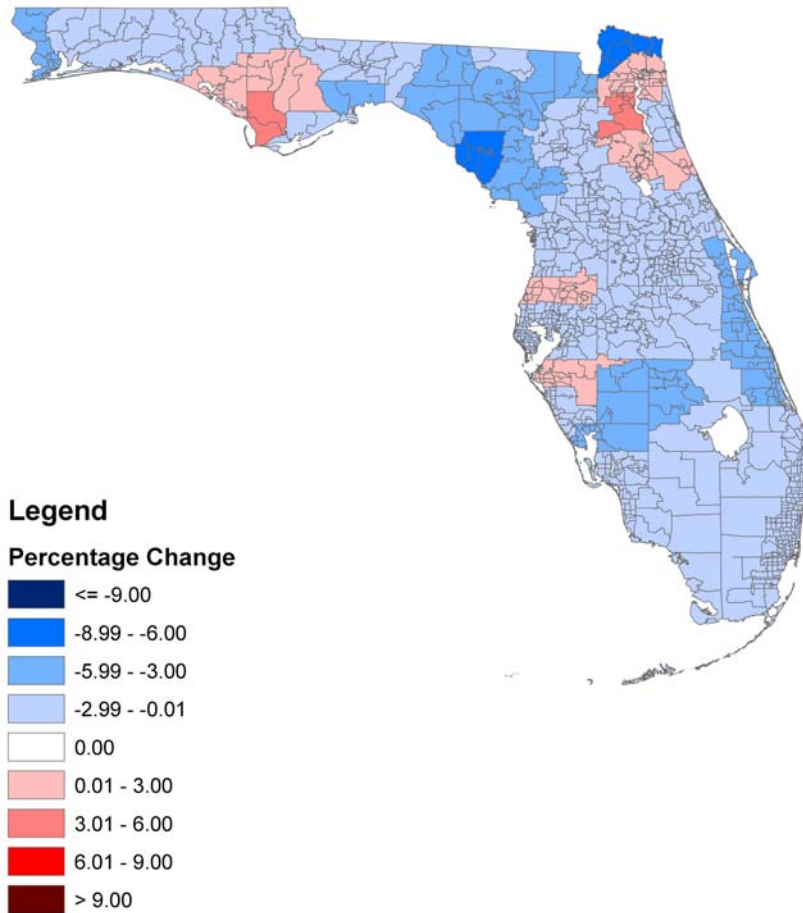 Legend
Percentage Change
<= -9.00
-8.99 - -6.00
-5.99 - -3.00
-2.99 - -0.01
0.00
0.01 - 3.00
3.01 - 6.00
6.01 - 9.00
> 9.00